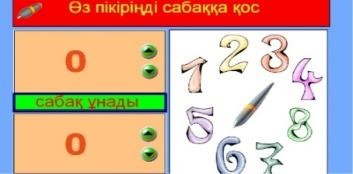 Өз пікіріңді сабаққа қос
0
сабақ ұнады
0
1 2 3 4 5 6 7 8